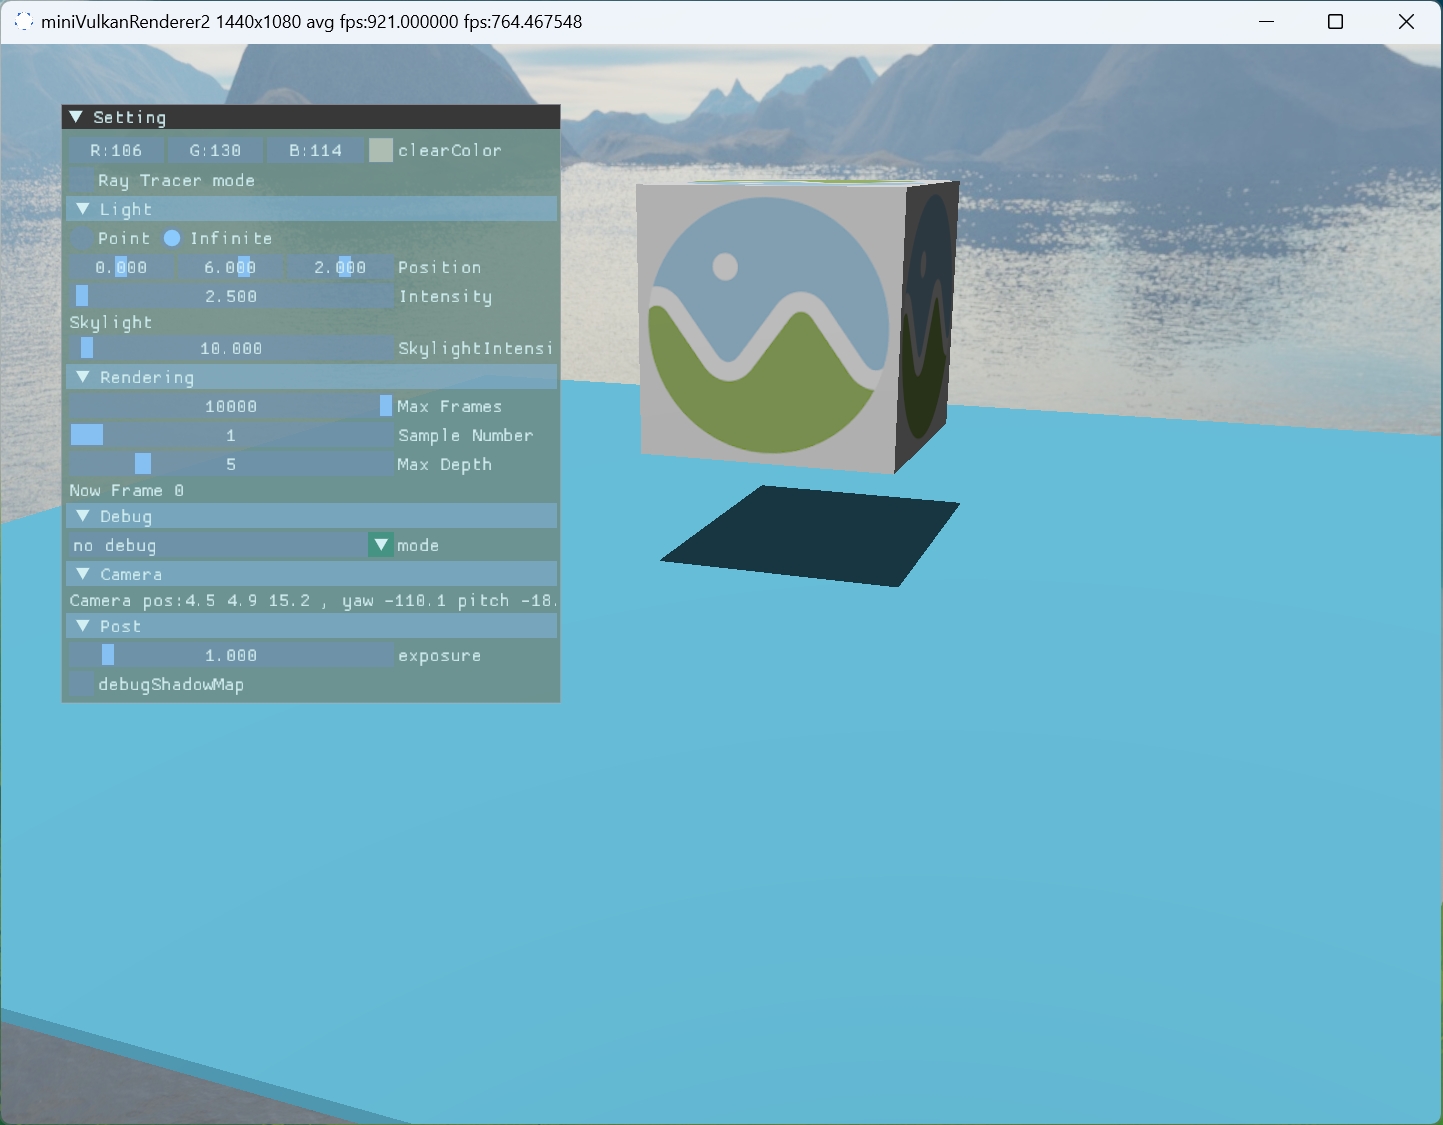 miniVulkanRenderer2 1440x1080 avg fps:921.000000 fps:764.467548
Setting
R:106 G:130 B:114 clearColor
Ray Tracer mode
Light
Point Infinite
0.000 6.000 2.000 Position
2.500 Intensity
Skylight
10.000 SkylightIntensi
Rendering
10000 Max Frames
1 Sample Number
5 Max Depth
Now Frame 0
Debug
no debug mode
Camera
Camera pos:4.5 4.9 15.2 , yaw -110.1 pitch -18.
Post
1.000 exposure
debugShadowMap